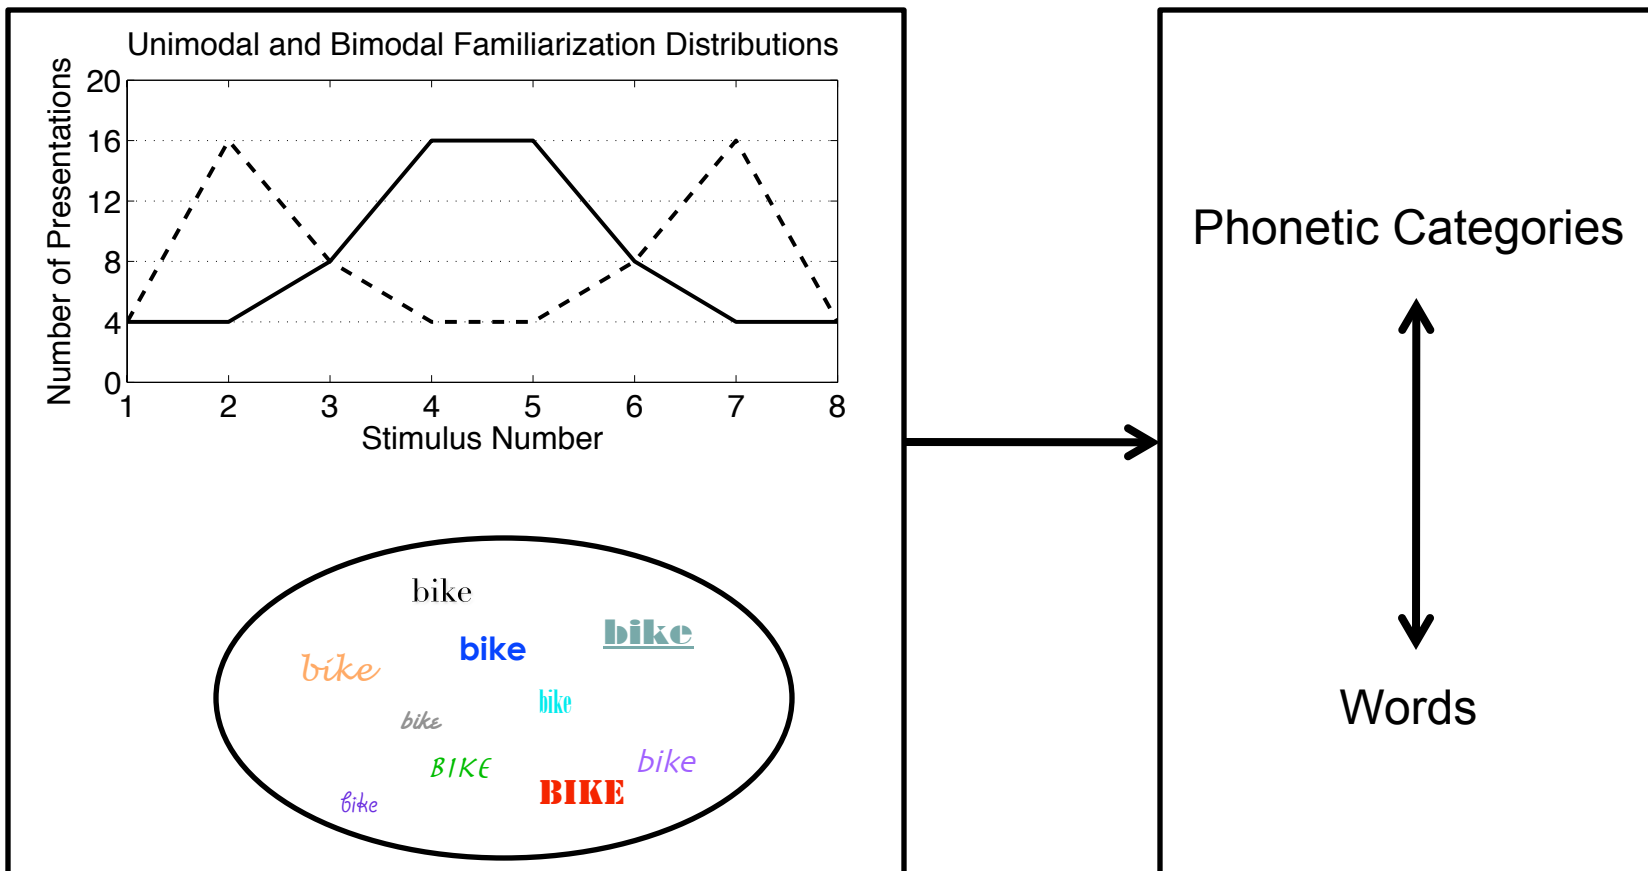 Unimodal and Bimodal Familiarization Distributions
Number of Presentations
20
16
12
8
4
0
1 2 3 4 5 6 7 8
Stimulus Number
bike
bike
bike
bike
bike
bike
BIKE
bike
BIKE
bike
Phonetic Categories
Words